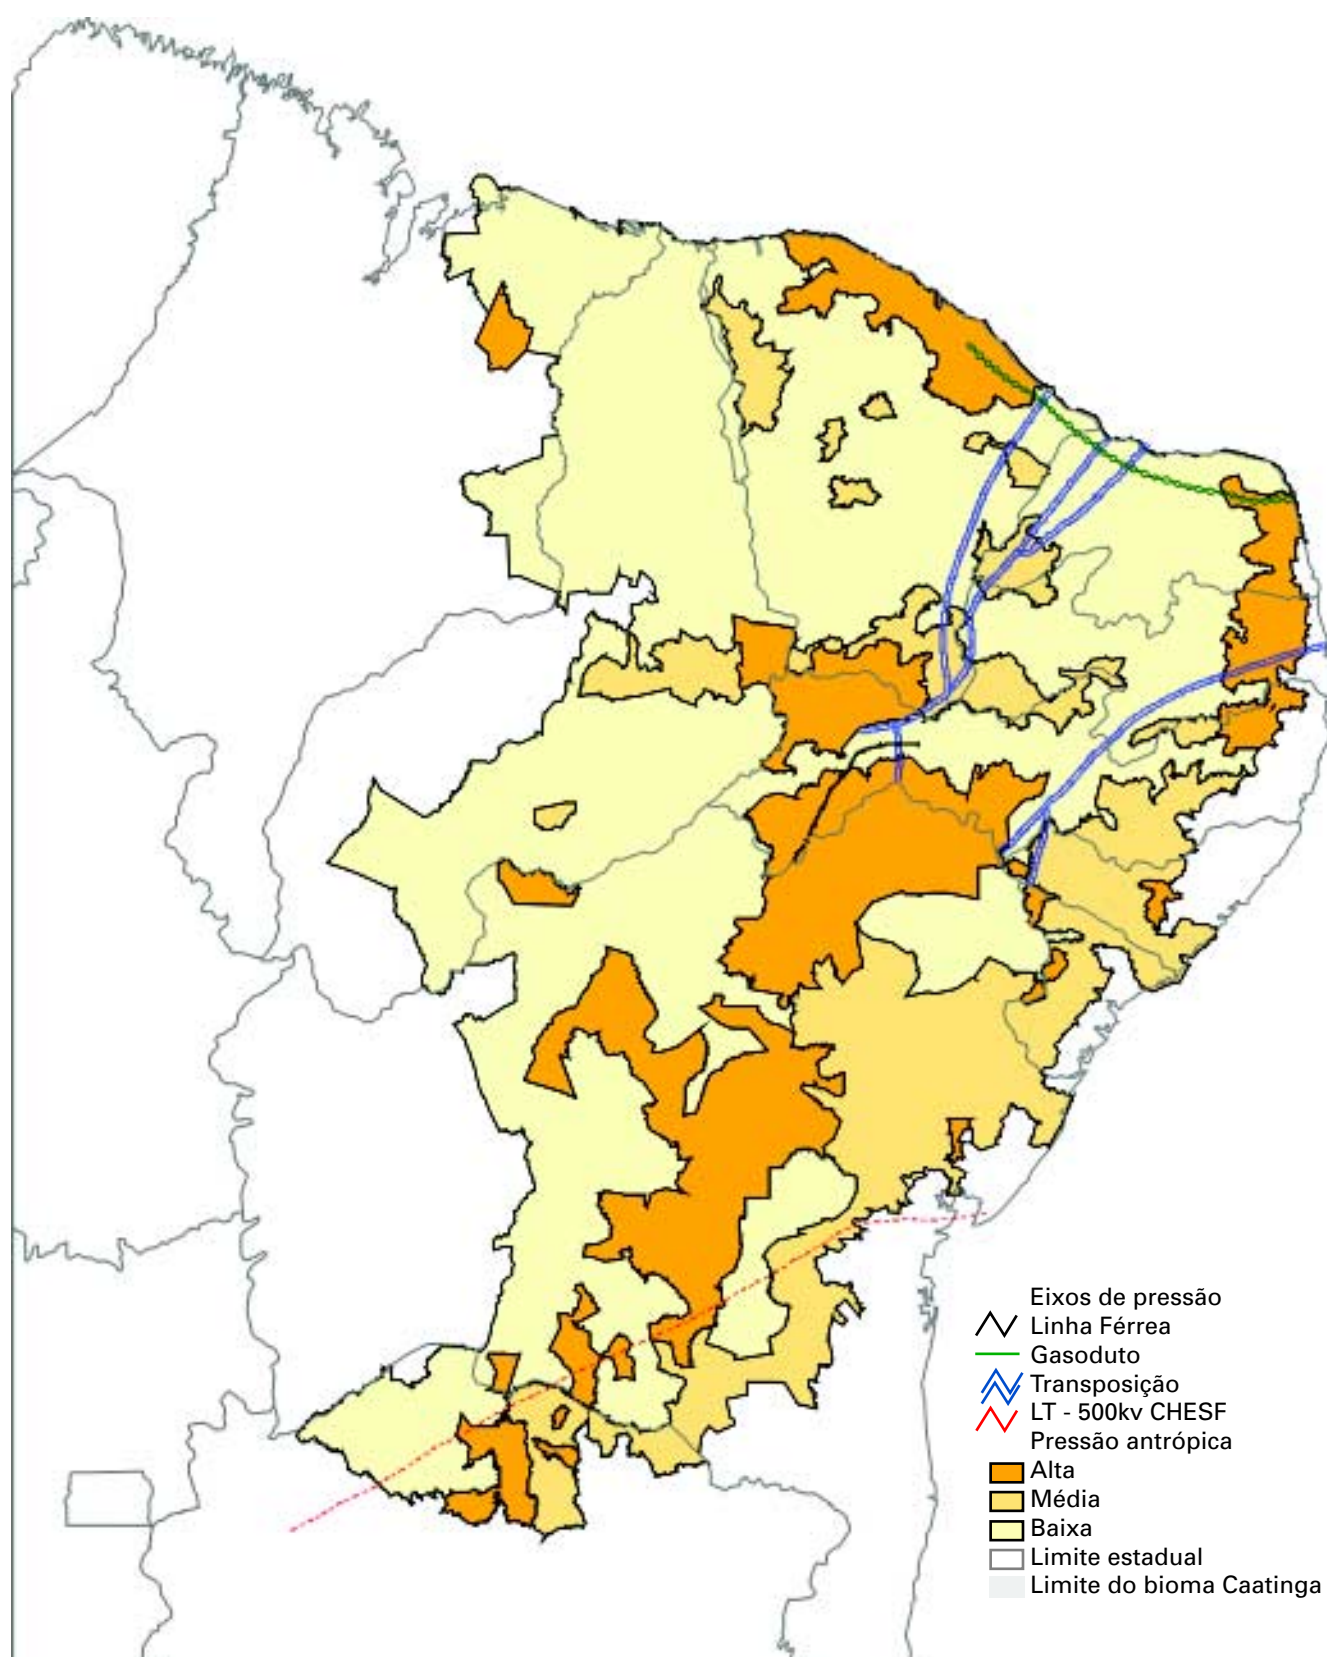 Eixos de pressão
Linha Férrea
Gasoduto
Transposição
LT - 500kv CHESF
Pressão antrópica
Alta
Média
Baixa
Limite estadual
Limite do bioma Caatinga